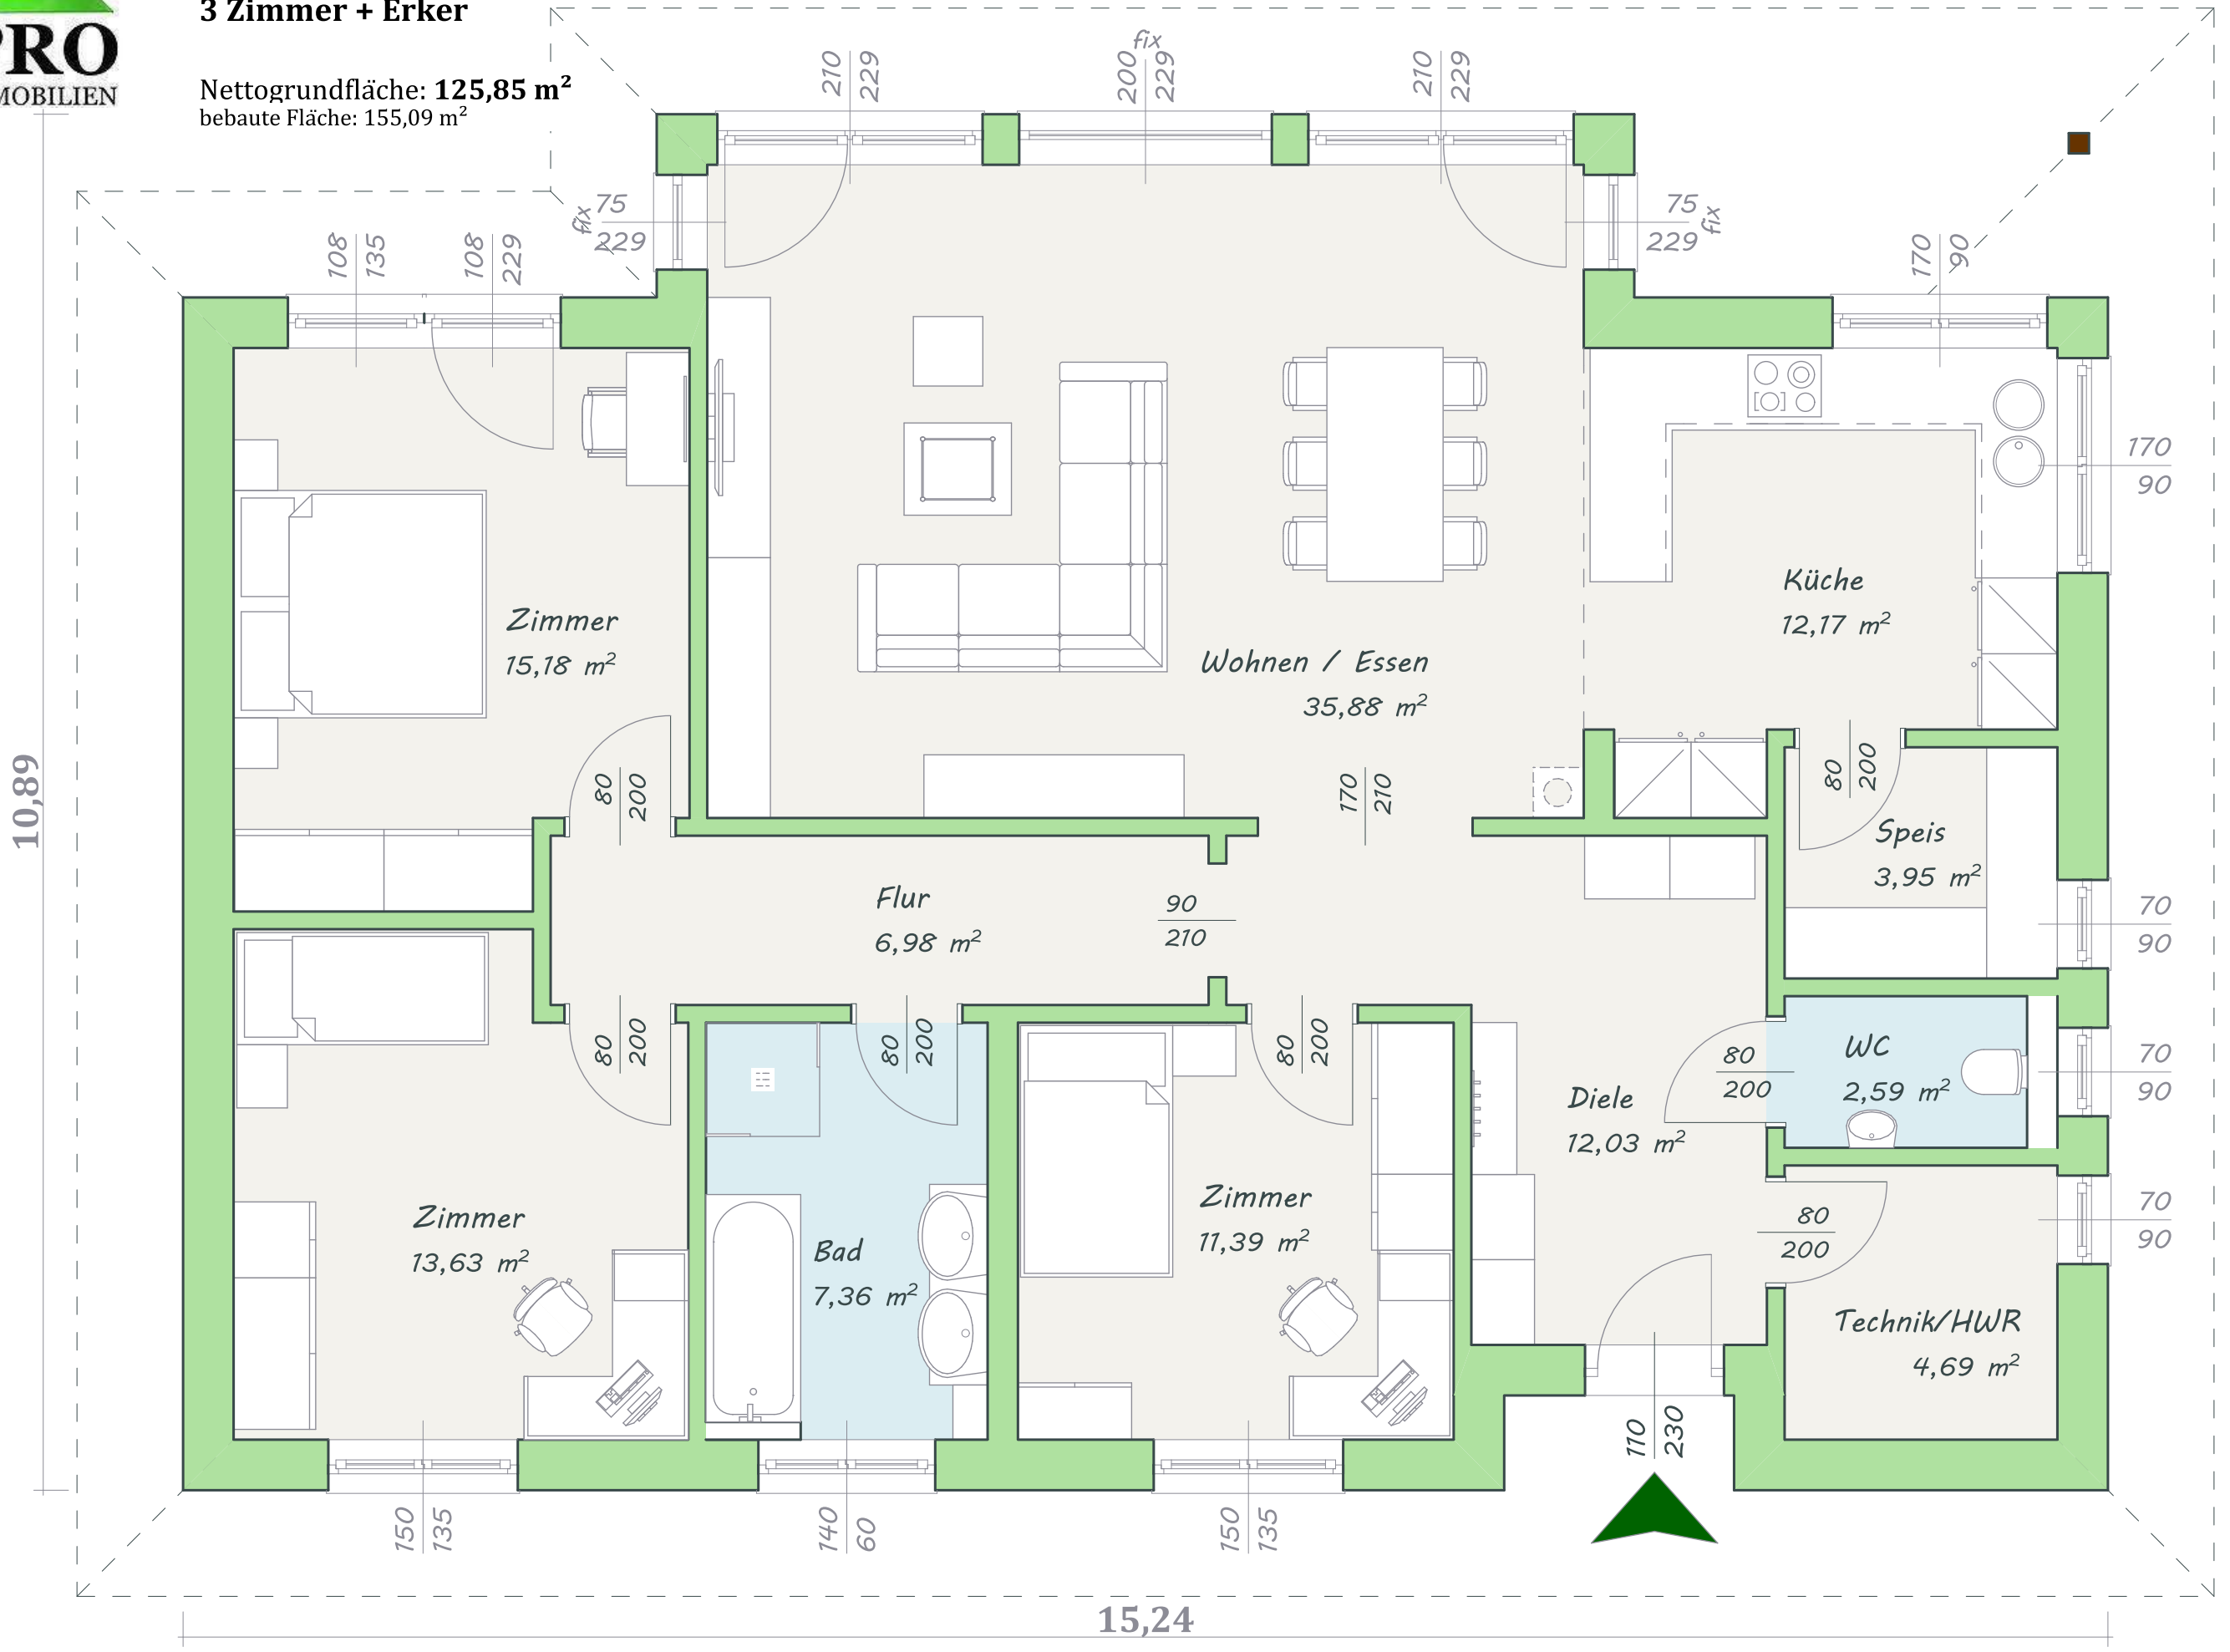 3 Zimmer + Erker
PRO
MOBILIEN
Nettogrundfläche: 125,85 m²
bebaute Fläche: 155,09 m²
210
229
fix
200
229
210
229
fix
75
229
75
229
fix
108
135
108
229
170
90
170
90
Zimmer
15,18 m²
Wohnen / Essen
35,88 m²
Küche
12,17 m²
80
200
170
210
80
200
Speis
3,95 m²
10,89
Flur
6,98 m²
90
210
70
90
80
200
80
200
80
200
Diele
12,03 m²
80
200
WC
2,59 m²
70
90
Zimmer
13,63 m²
Bad
7,36 m²
Zimmer
11,39 m²
80
200
70
90
Technik/HWR
4,69 m²
110
230
150
135
140
60
150
135
15,24